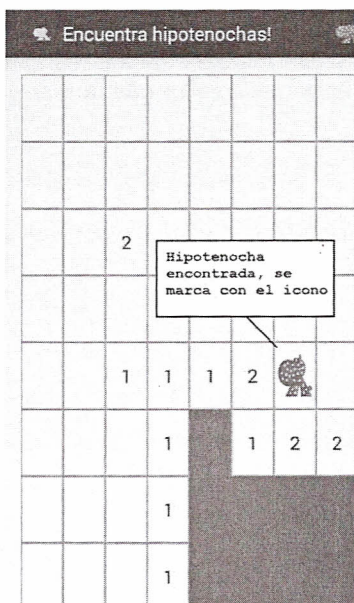 Encuentra hipotenochas!
2
Hipotenocha
encontrada, se
marca con el icono
1 1 1 2
1 1 2 2
1
1